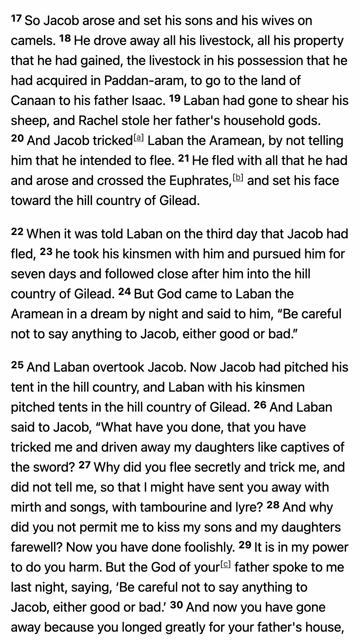 17 So Jacob arose and set his sons and his wives on
camels. 18 He drove away all his livestock, all his property
that he had gained, the livestock in his possession that he
had acquired in Paddan-aram, to go to the land of
Canaan to his father Isaac. 19 Laban had gone to shear his
sheep, and Rachel stole her father's household gods.
20 And Jacob tricked[a] Laban the Aramean, by not telling
him that he intended to flee. 21 He fled with all that he had
and arose and crossed the Euphrates,[b] and set his face
toward the hill country of Gilead.
22 When it was told Laban on the third day that Jacob had
fled, 23 he took his kinsmen with him and pursued him for
seven days and followed close after him into the hill
country of Gilead. 24 But God came to Laban the
Aramean in a dream by night and said to him, “Be careful
not to say anything to Jacob, either good or bad.”
25 And Laban overtook Jacob. Now Jacob had pitched his
tent in the hill country, and Laban with his kinsmen
pitched tents in the hill country of Gilead. 26 And Laban
said to Jacob, “What have you done, that you have
tricked me and driven away my daughters like captives of
the sword? 27 Why did you flee secretly and trick me, and
did not tell me, so that I might have sent you away with
mirth and songs, with tambourine and lyre? 28 And why
did you not permit me to kiss my sons and my daughters
farewell? Now you have done foolishly. 29 It is in my power
to do you harm. But the God of your[c] father spoke to me
last night, saying, ‘Be careful not to say anything to
Jacob, either good or bad.’ 30 And now you have gone
away because you longed greatly for your father's house,